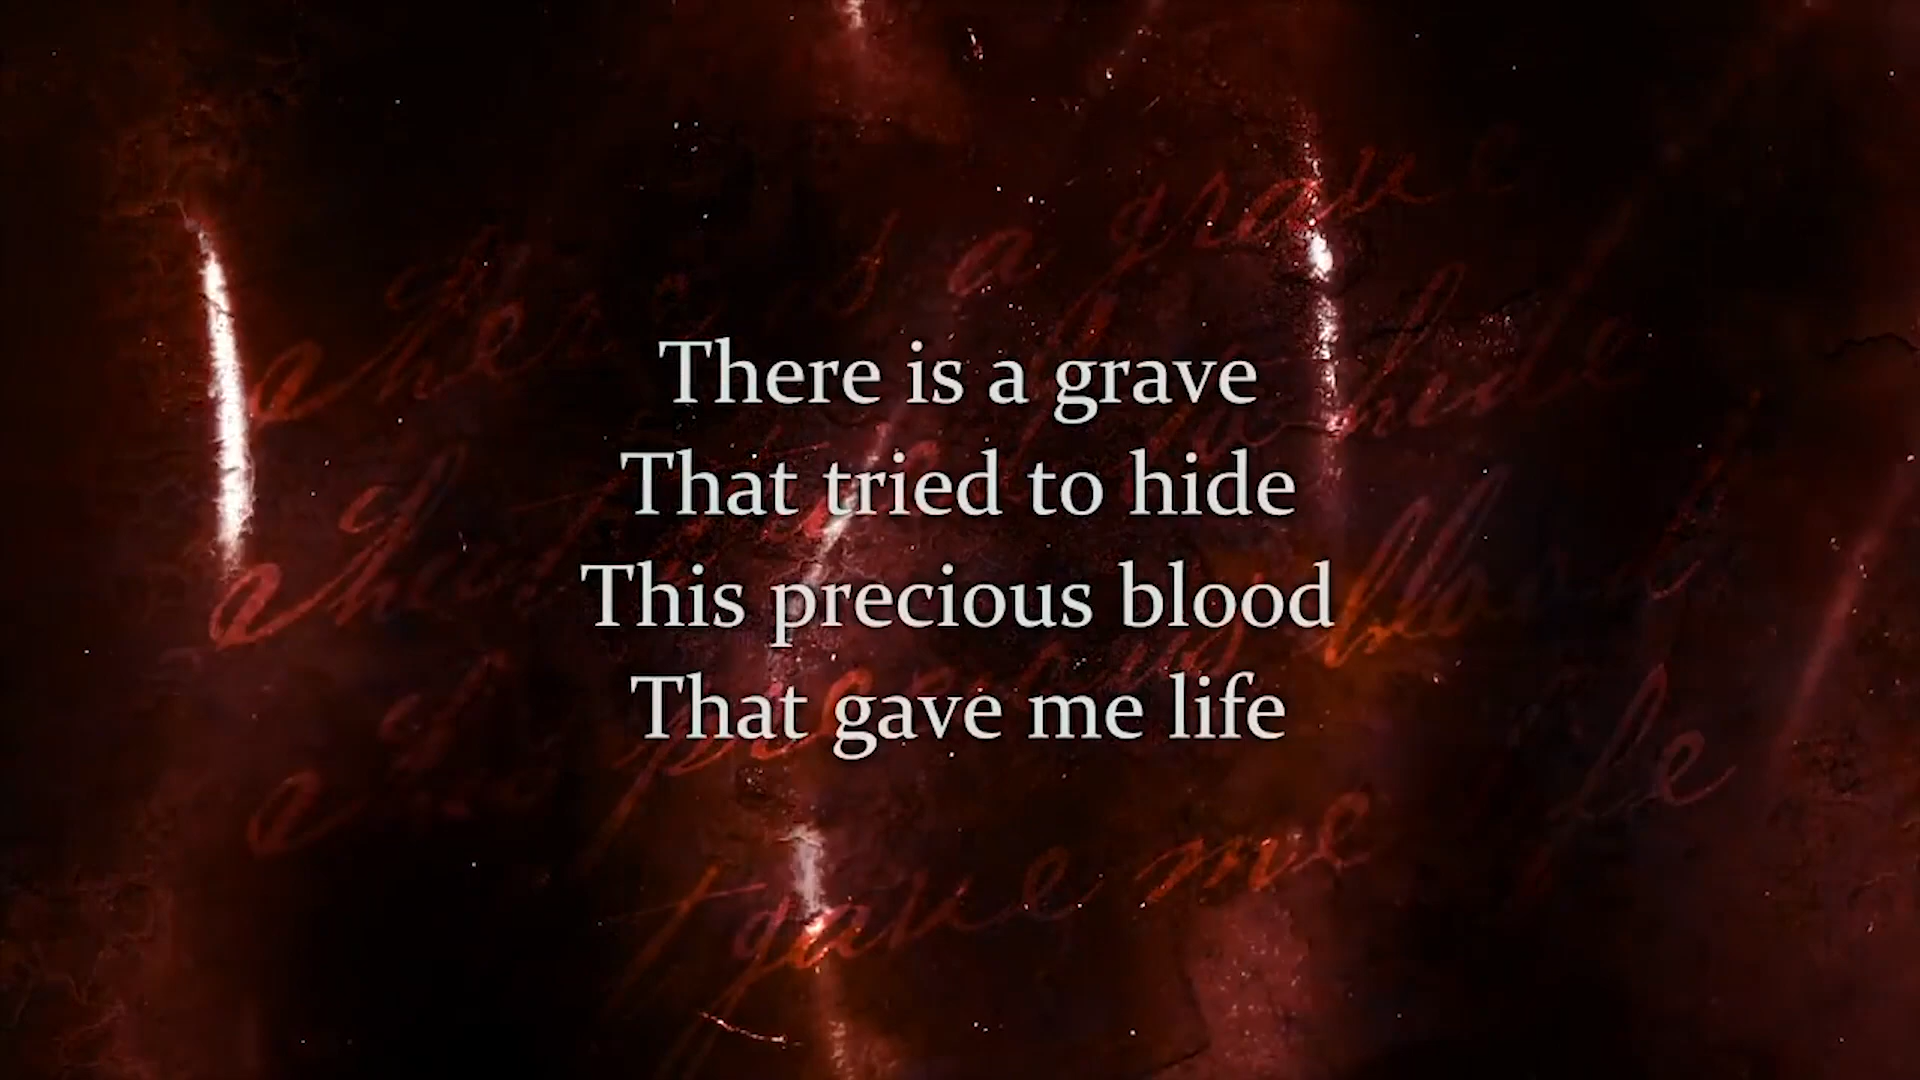 There is a grave
That tried to hide
This precious blood
That gave me life